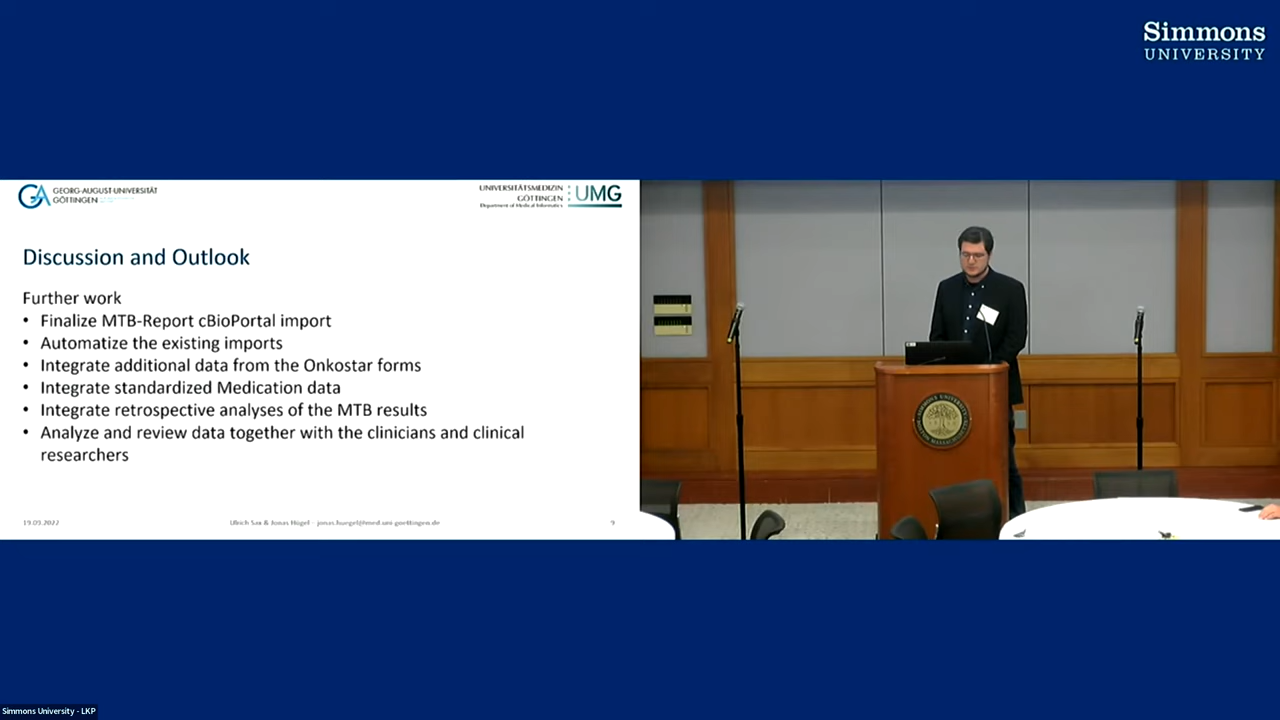 Simmons
UNIVERSITY
GEORG-AUGUST-UNIVERSITÄT
GÖTTINGEN
UNIVERSITÄTSMEDIZIN
GÖTTINGEN
UMG
Department of Medical Informatics
Discussion and Outlook
Further work
• Finalize MTB-Report cBioPortal import
• Automatize the existing imports
• Integrate additional data from the Onkostar forms
• Integrate standardized Medication data
• Integrate retrospective analyses of the MTB results
• Analyze and review data together with the clinicians and clinical
researchers
19.09.2022
Ulrich Sax & Jonas Hügel - jonas.huegel@med.uni-goettingen.de
9
Simmons University - LKP